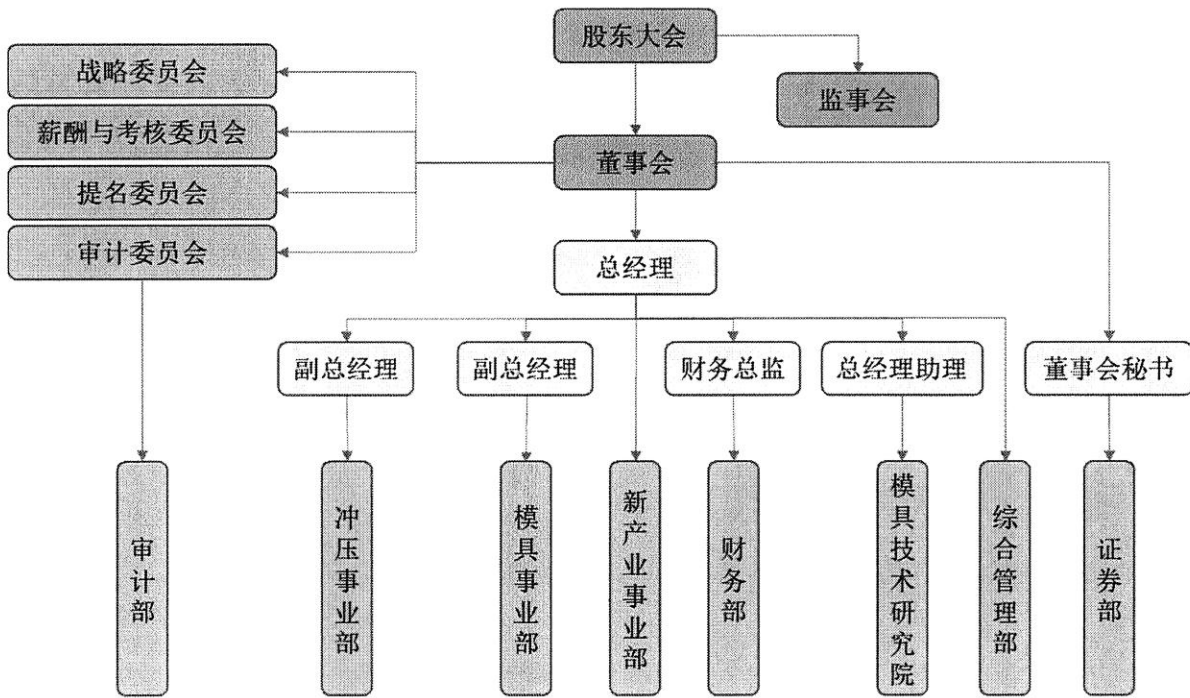 股东大会
监事会
战略委员会
薪酬与考核委员会
提名委员会
审计委员会
董事会
总经理
副总经理
副总经理
财务总监
总经理助理
董事会秘书
审计部
冲压事业部
模具事业部
新产业事业部
财务部
模具技术研究院
综合管理部
证券部